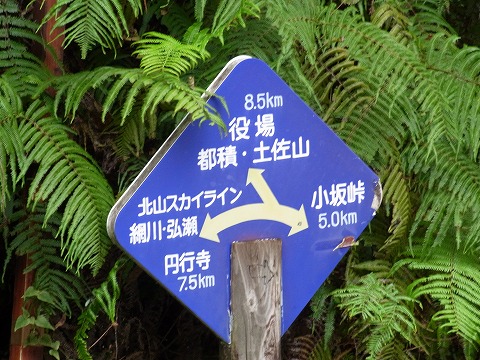 8.5km
役場
都積・土佐山
北山スカイライン
網川・弘瀬
円行寺
7.5km
小坂峠
5.0km